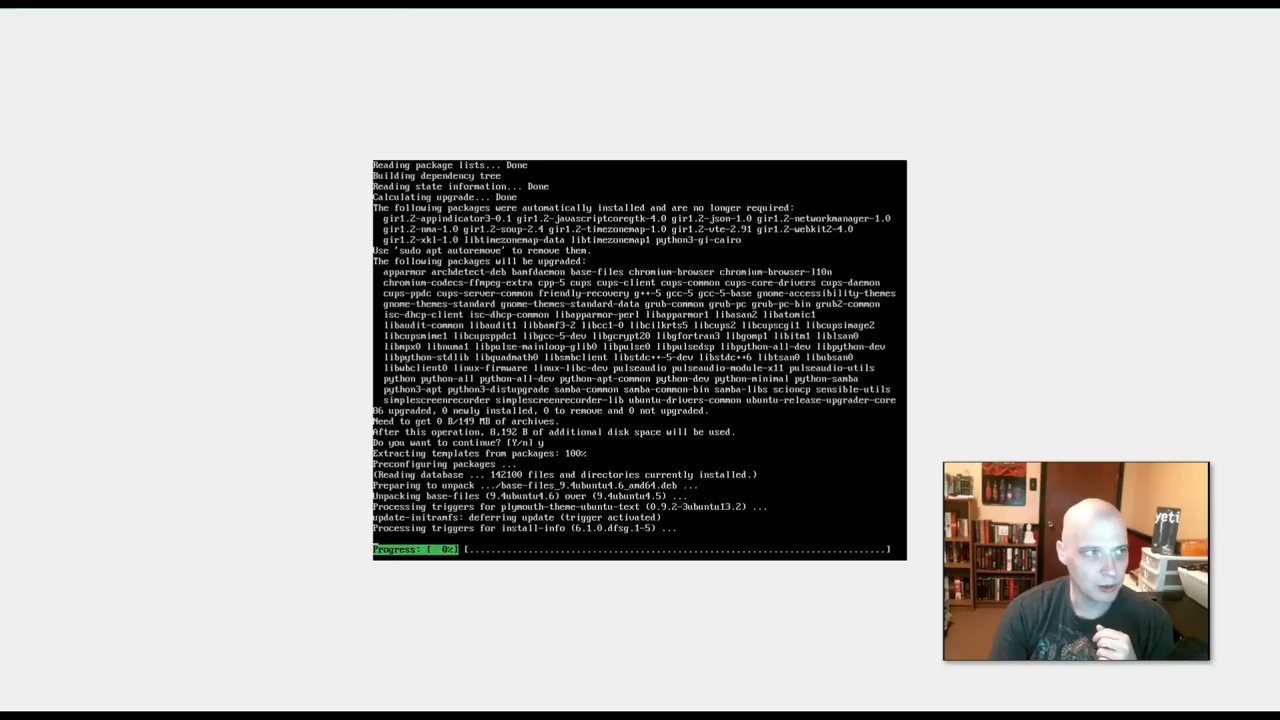 Reading package lists... Done
Building dependency tree
Reading state information... Done
Calculating upgrade... Done
The following packages were automatically installed and are no longer required:
gir1.2-appindicator3-0.1 gir1.2-javascriptcoregtk-4.0 gir1.2-json-1.0 gir1.2-networkmanager-1.0
gir1.2-nma-1.0 gir1.2-soup-2.4 gir1.2-timezonemap-1.0 gir1.2-vte-2.91 gir1.2-webkit2-4.0
gir1.2-xkl-1.0 libtimezonemap-data libtimezonemap1 python3-gi-cairo
Use 'sudo apt autoremove' to remove them.
The following packages will be upgraded:
apparmor archdetect-deb bamfdaemon base-files chromium-browser chromium-browser-l10n
chromium-codecs-ffmpeg-extra cpp-5 cups cups-client cups-common cups-core-drivers cups-daemon
cups-ppdc cups-server-common friendly-recovery g++-5 gcc-5 gcc-5-base gnome-accessibility-themes
gnome-themes-standard gnome-themes-standard-data grub-common grub-pc grub-pc-bin grub2-common
isc-dhcp-client isc-dhcp-common libapparmor-perl libapparmor1 libasan2 libatomic1
libaudit-common libaudit1 libbamf3-2 libcc1-0 libcilkrts5 libcups2 libcupscgi1 libcupsimage2
libcupsmime1 libcupsppdc1 libgcc-5-dev libgcrypt20 libgfortran3 libgomp1 libitm1 liblsan0
libmpx0 libnuma1 libpulse-mainloop-glib0 libpulse0 libpulsedsp libpython-all-dev libpython-dev
libpython-stdlib libquadmath0 libsmbclient libstdc++-5-dev libstdc++6 libtsan0 libubsan0
libwbclient0 linux-firmware linux-libc-dev pulseaudio pulseaudio-module-x11 pulseaudio-utils
python python-all python-all-dev python-apt-common python-dev python-minimal python-samba
python3-apt python3-distupgrade samba-common samba-common-bin samba-libs scioncp sensible-utils
simplescreenrecorder simplescreenrecorder-lib ubuntu-drivers-common ubuntu-release-upgrader-core
86 upgraded, 0 newly installed, 0 to remove and 0 not upgraded.
Need to get 0 B/149 MB of archives.
After this operation, 8,192 B of additional disk space will be used.
Do you want to continue? [Y/n] y
Extracting templates from packages: 100%
Preconfiguring packages ...
(Reading database ... 142100 files and directories currently installed.)
Preparing to unpack .../base-files_9.4ubuntu4.6_amd64.deb ...
Unpacking base-files (9.4ubuntu4.6) over (9.4ubuntu4.5) ...
Processing triggers for plymouth-theme-ubuntu-text (0.9.2-3ubuntu13.2) ...
update-initramfs: deferring update (trigger activated)
Processing triggers for install-info (6.1.0.dfsg.1-5) ...
Progress: [  0%] [..............................................................................]
yeti